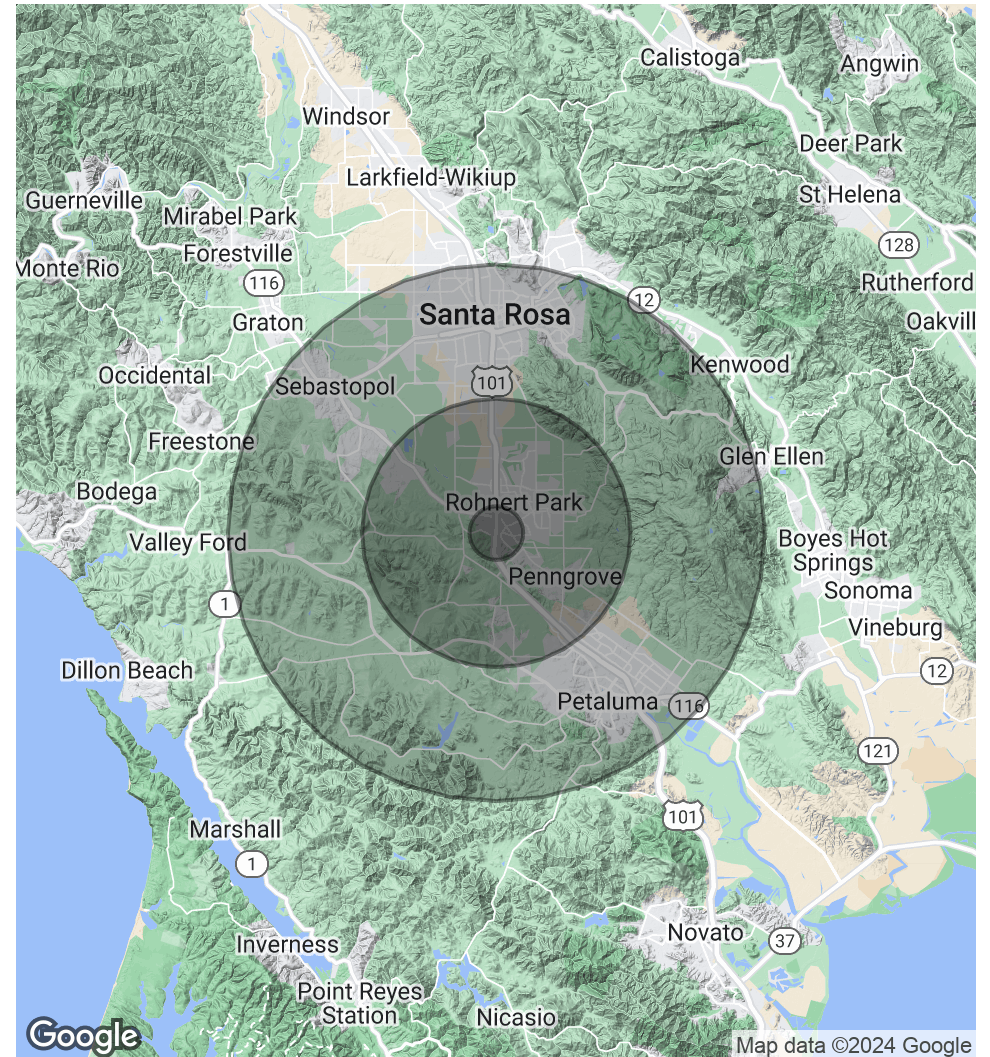 Calistoga
Angwin
Windsor
Deer Park
Larkfield-Wikiup
St Helena
Guerneville
Mirabel Park
128
Forestville
Monte Rio
116
Rutherford
12
Santa Rosa
Graton
Oakvill
Kenwood
Occidental
Sebastopol
101
Freestone
Glen Ellen
Bodega
Rohnert Park
Valley Ford
Boyes Hot
Springs
Penngrove
Sonoma
1
Vineburg
Dillon Beach
12
Petaluma
116
121
101
Marshall
1
Novato
37
Inverness
Point Reyes
Station
Nicasio
Google
Map data ©2024 Google